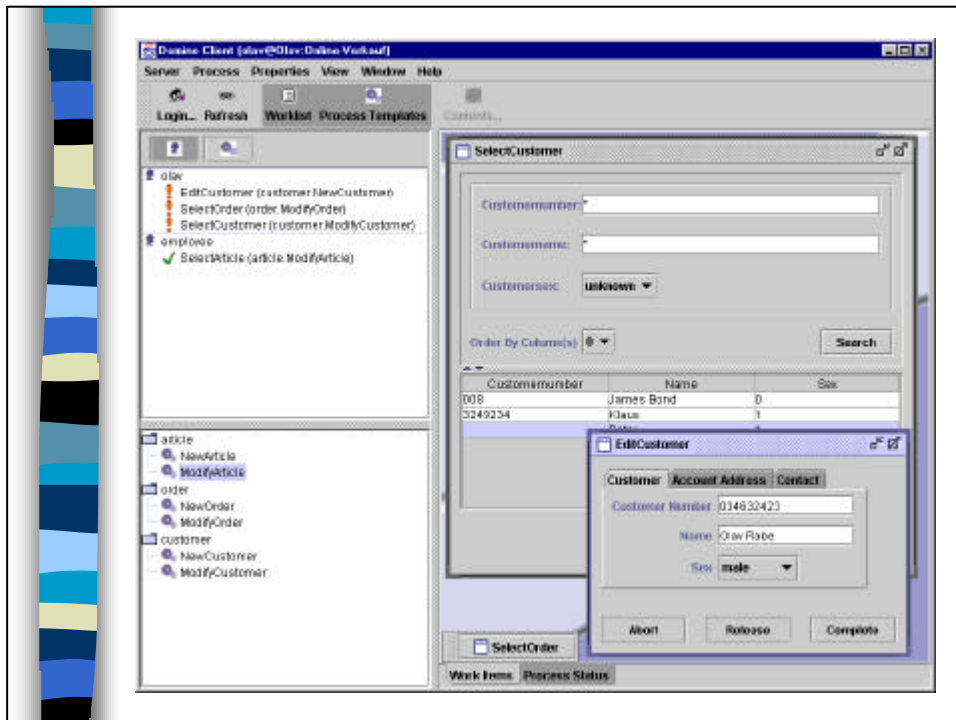 Domino Client (olav@Olav:Online Verkauf)
Server Process Properties View Window Help
Login... Refresh Worklist Process Templates Contents...
olav
EditCustomer (customer.NewCustomer)
SelectOrder (order.ModifyOrder)
SelectCustomer (customer.ModifyCustomer)
employee
SelectArticle (article.ModifyArticle)
article
NewArticle
ModifyArticle
order
NewOrder
ModifyOrder
customer
NewCustomer
ModifyCustomer
SelectCustomer
Customernumber: *
Customername: *
Customersex: unknown
Order By Column(s) 0
Search
Customernumber Name Sex
008 James Bond 0
3249234 Klaus 1
EditCustomer
Customer Account Address Contact
Customer Number 034632423
Name Olav Rabe
Sex male
Abort Release Complete
SelectOrder
Work Items Process Status